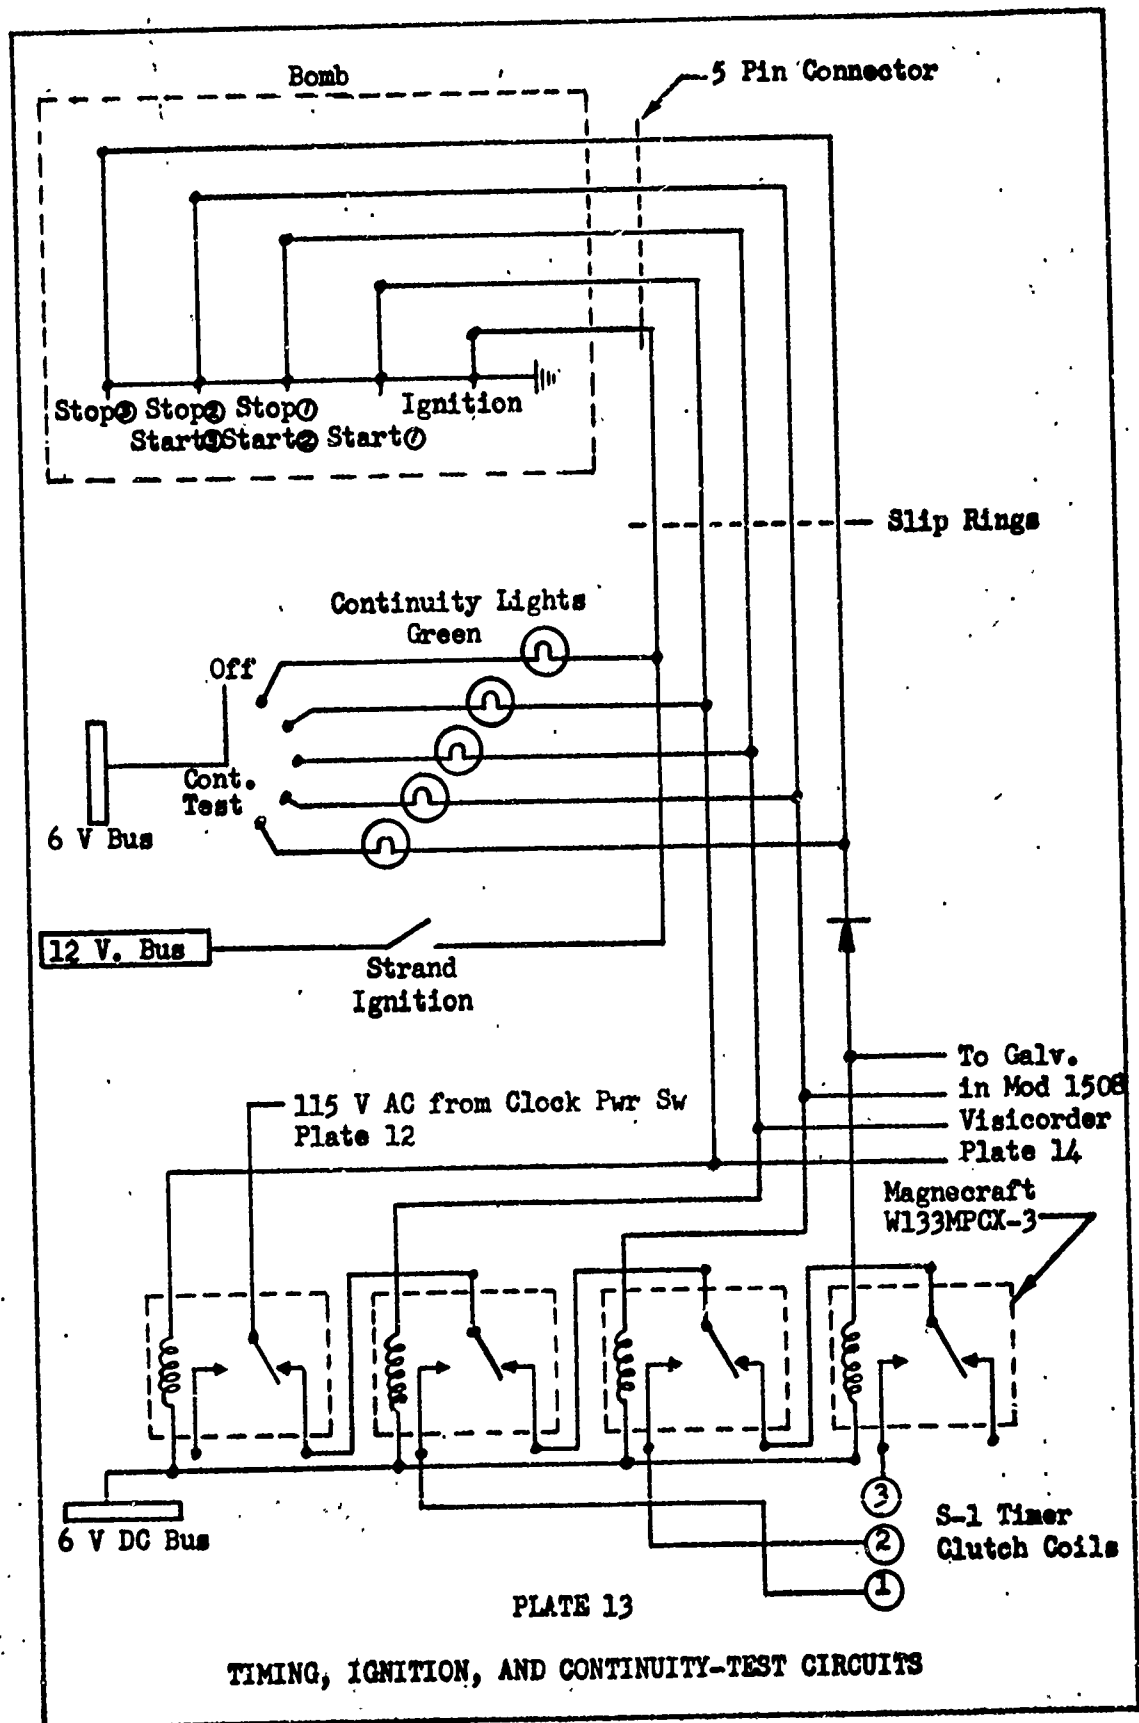 Bomb
5 Pin Connector
Stop③ Stop② Stop①
Ignition
Start③ Start② Start①
Slip Rings
Continuity Lights
Green
Off
Cont.
Test
6 V Bus
12 V. Bus
Strand
Ignition
To Galv.
in Mod 1508
Visicorder
Plate 14
115 V AC from Clock Pwr Sw
Plate 12
Magnecraft
W133MPCX-3
6 V DC Bus
3
2
1
S-1 Timer
Clutch Coils
PLATE 13
TIMING, IGNITION, AND CONTINUITY-TEST CIRCUITS